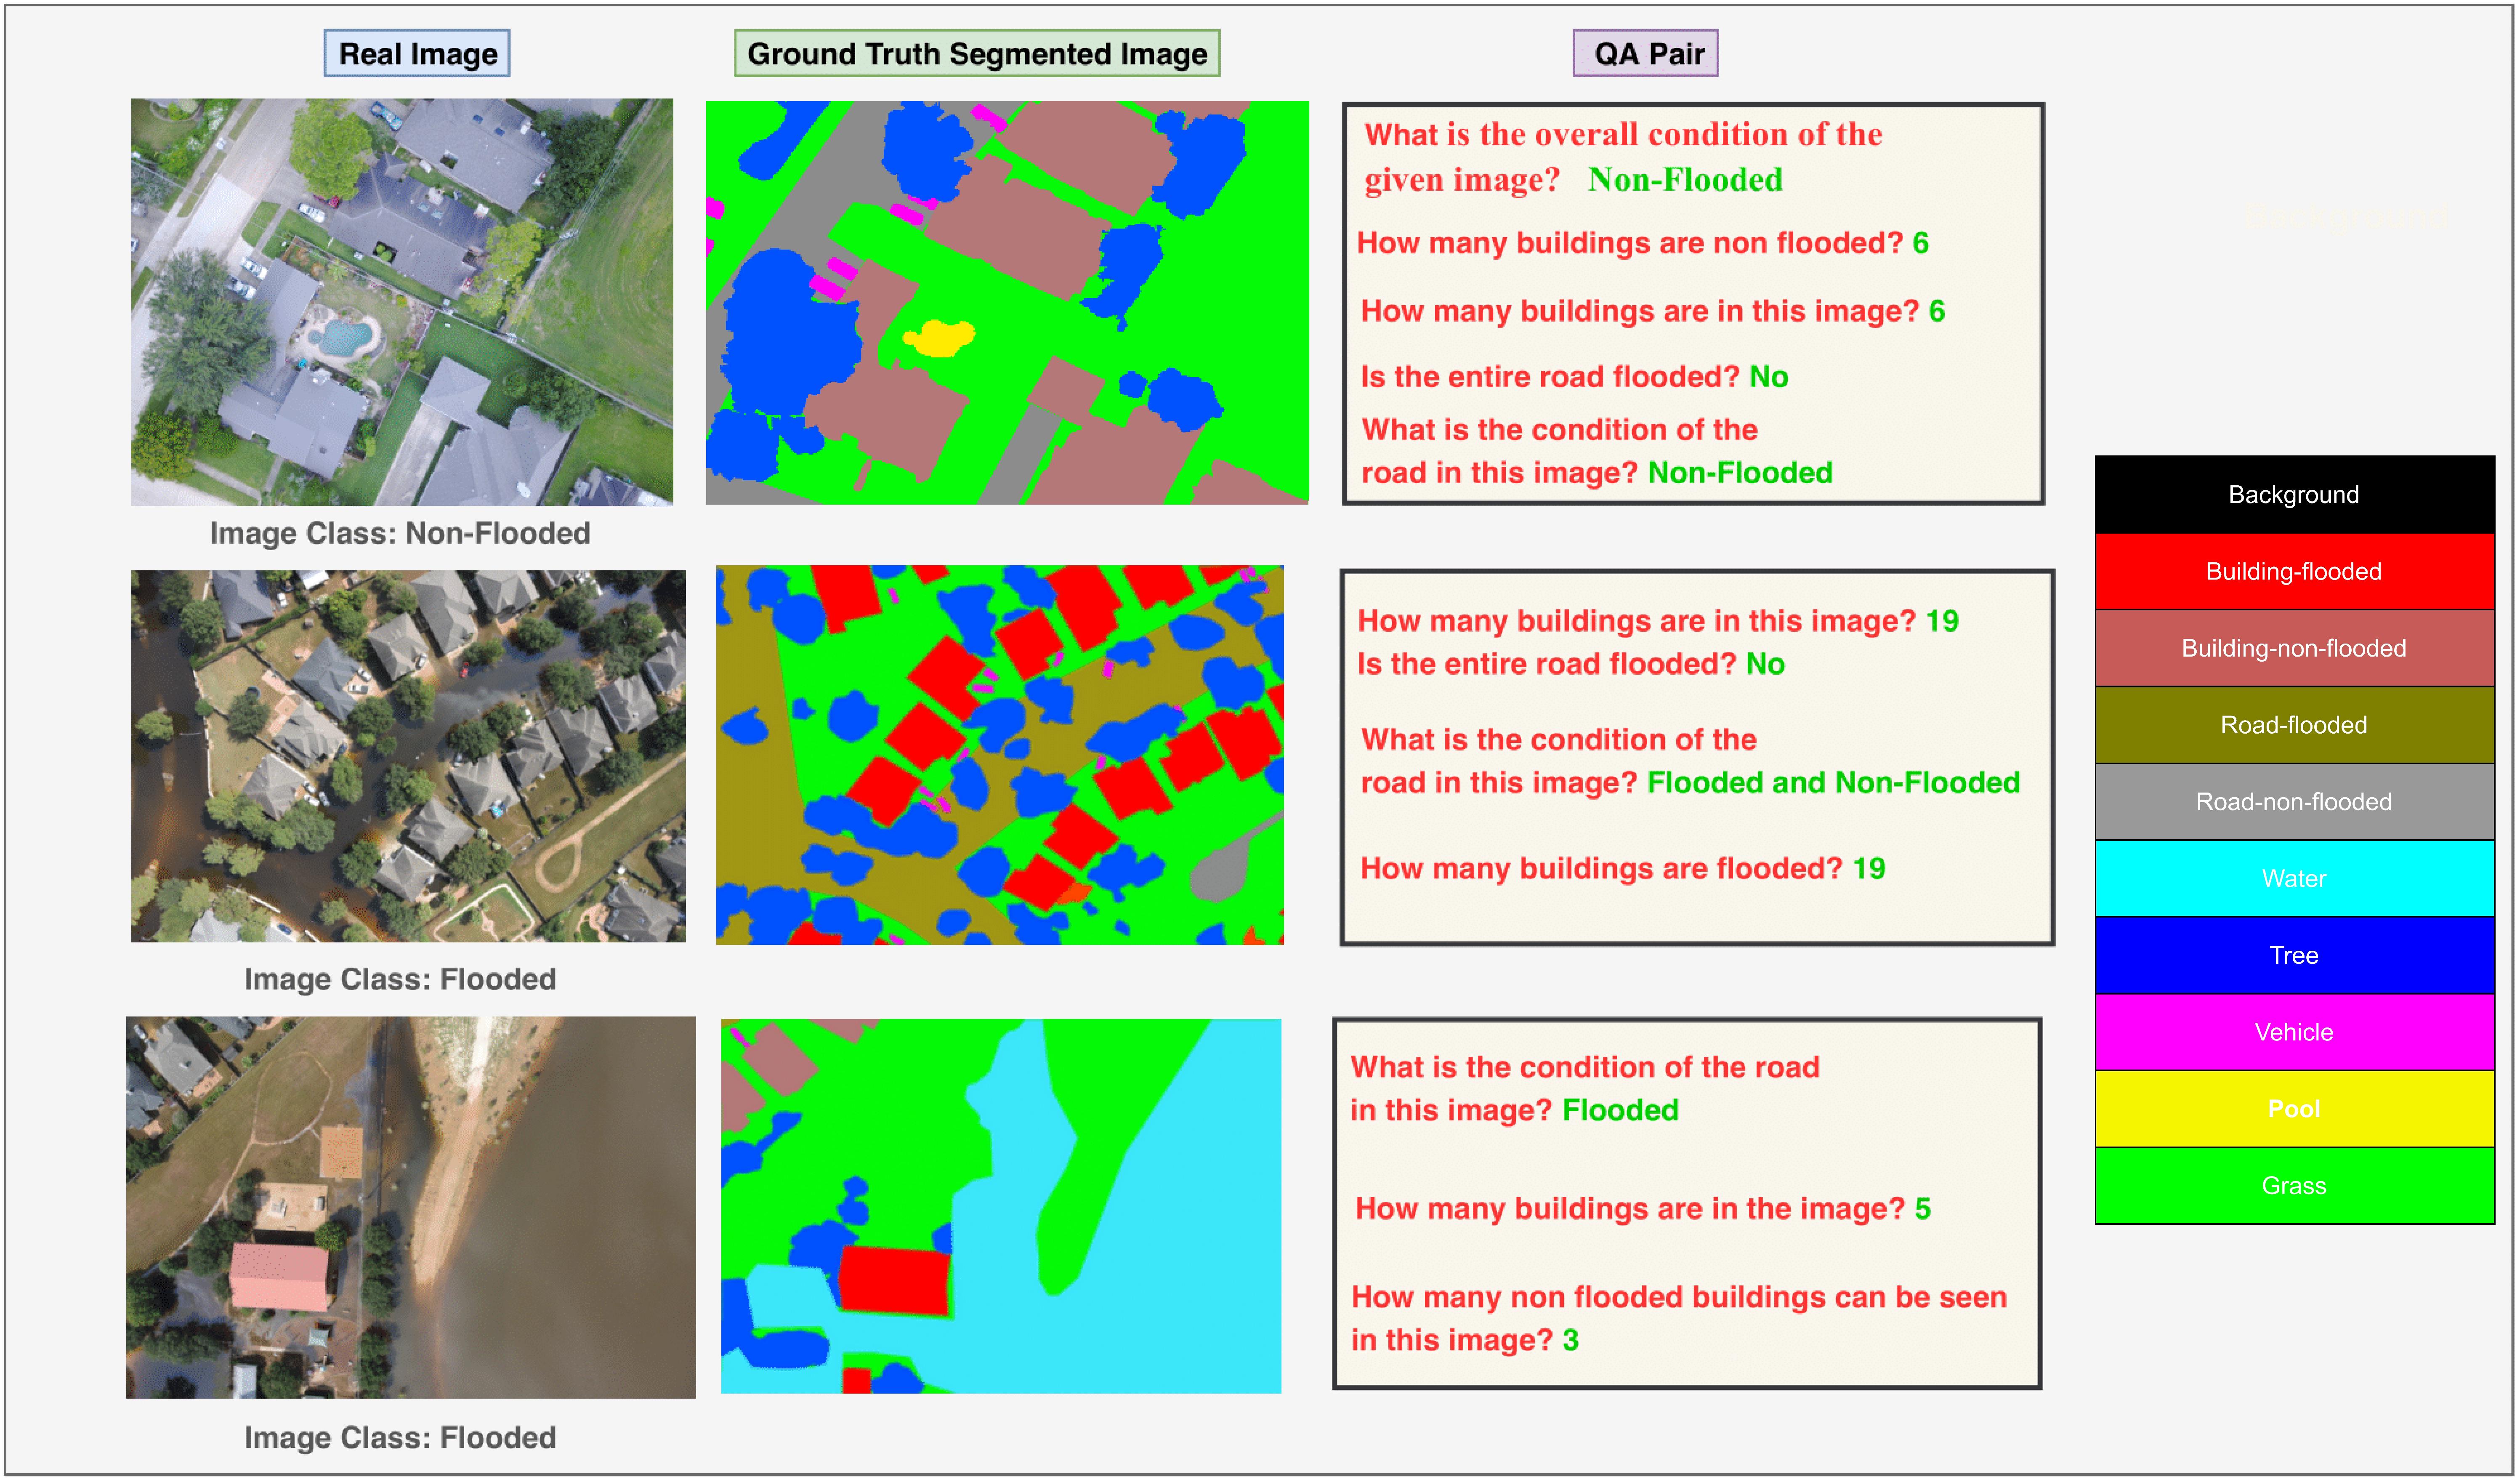 Real Image
Ground Truth Segmented Image
QA Pair
What is the overall condition of the
given image? Non-Flooded
How many buildings are non flooded? 6
How many buildings are in this image? 6
Is the entire road flooded? No
What is the condition of the
road in this image? Non-Flooded
Image Class: Non-Flooded
How many buildings are in this image? 19
Is the entire road flooded? No
What is the condition of the
road in this image? Flooded and Non-Flooded
How many buildings are flooded? 19
Image Class: Flooded
What is the condition of the road
in this image? Flooded
How many buildings are in the image? 5
How many non flooded buildings can be seen
in this image? 3
Image Class: Flooded
Background
Building-flooded
Building-non-flooded
Road-flooded
Road-non-flooded
Water
Tree
Vehicle
Pool
Grass